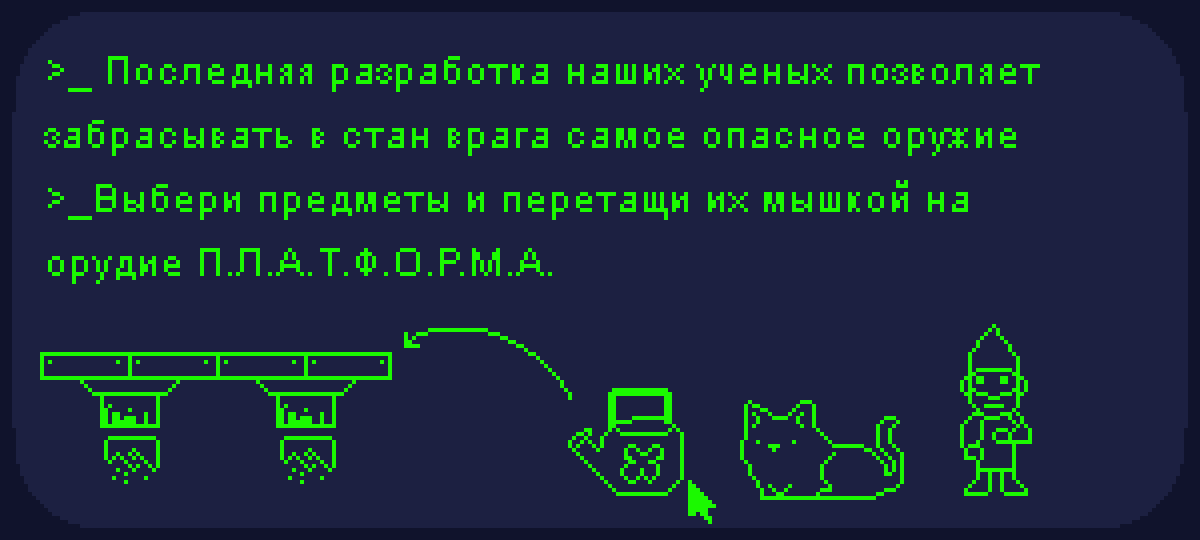 >_ Последняя разработка наших ученых позволяет
забрасывать в стан врага самое опасное оружие
>_Выбери предметы и перетащи их мышкой на
орудие П.Л.А.Т.Ф.О.Р.М.А.